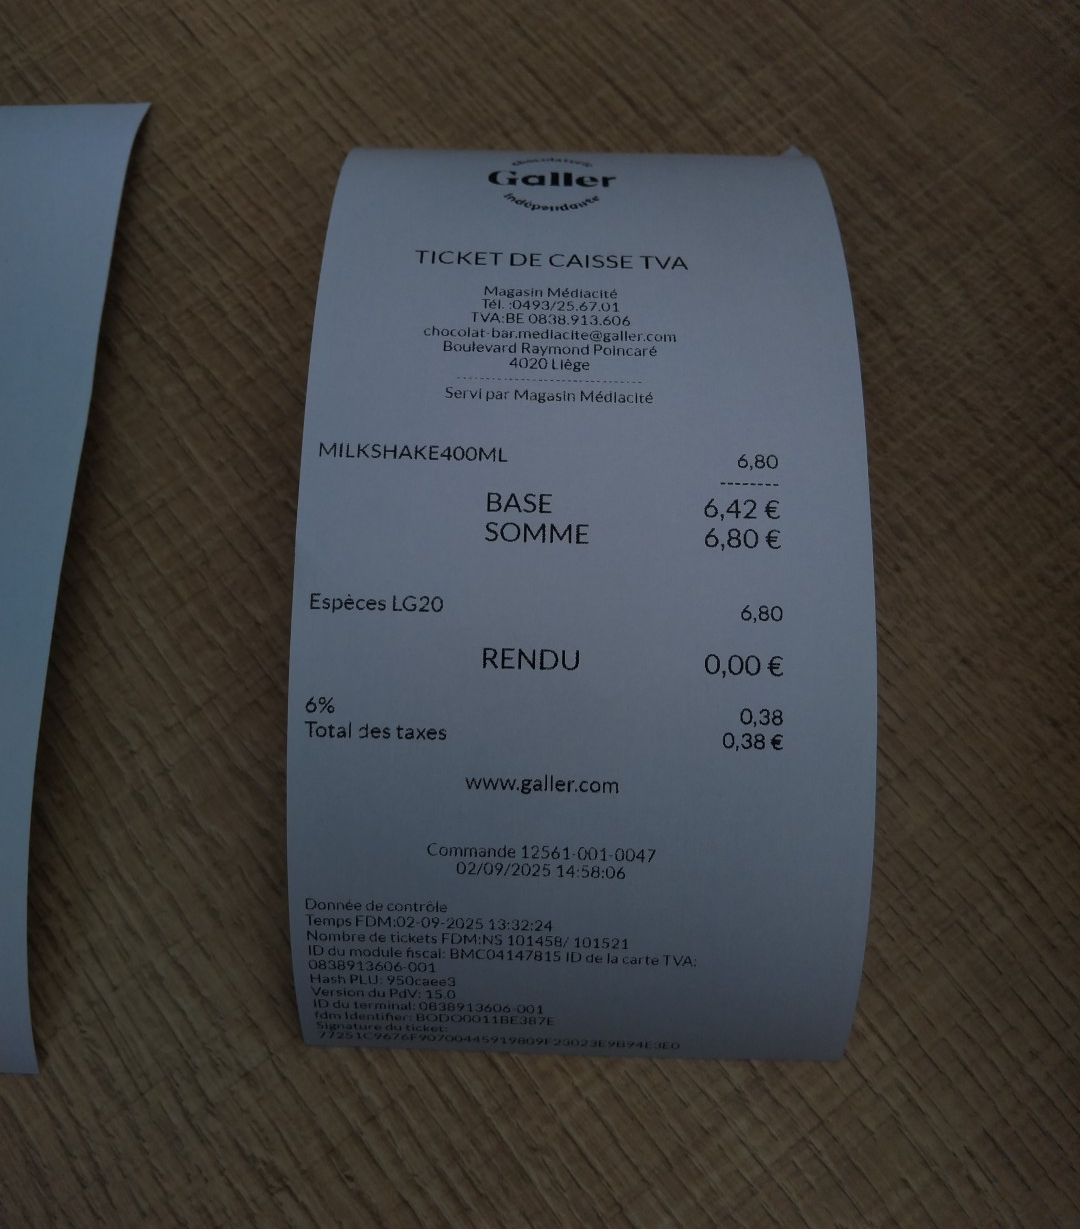 Chocolaterie
Galler
Indépendante
TICKET DE CAISSE TVA
Magasin Médiacité
Tél. :0493/25.67.01
TVA:BE 0838.913.606
chocolat-bar.mediacite@galler.com
Boulevard Raymond Poincaré
4020 Liège
Servi par Magasin Médiacité
MILKSHAKE400ML 6,80
BASE 6,42 €
SOMME 6,80 €
Espèces LG20 6,80
RENDU 0,00 €
6% 0,38
Total des taxes 0,38 €
www.galler.com
Commande 12561-001-0047
02/09/2025 14:58:06
Donnée de contrôle
Temps FDM:02-09-2025 13:32:24
Nombre de tickets FDM:NS 101458/ 101521
ID du module fiscal: BMC04147815 ID de la carte TVA:
0838913606-001
Hash PLU: 950caee3
Version du PdV: 15.0
ID du terminal: 0838913606-001
fdm Identifier: BODO0011BE387E
Signature du ticket: